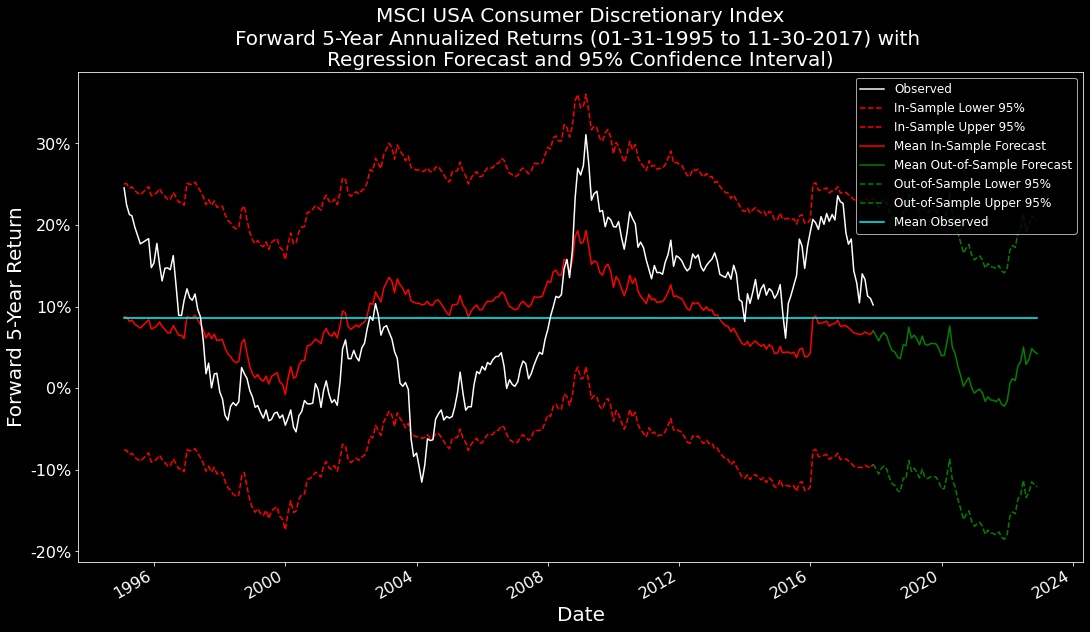 MSCI USA Consumer Discretionary Index
Forward 5-Year Annualized Returns (01-31-1995 to 11-30-2017) with
Regression Forecast and 95% Confidence Interval)
Forward 5-Year Return
30%
20%
10%
0%
-10%
-20%
Observed
In-Sample Lower 95%
In-Sample Upper 95%
Mean In-Sample Forecast
Mean Out-of-Sample Forecast
Out-of-Sample Lower 95%
Out-of-Sample Upper 95%
Mean Observed
1996
2000
2004
2008
2012
2016
2020
2024
Date